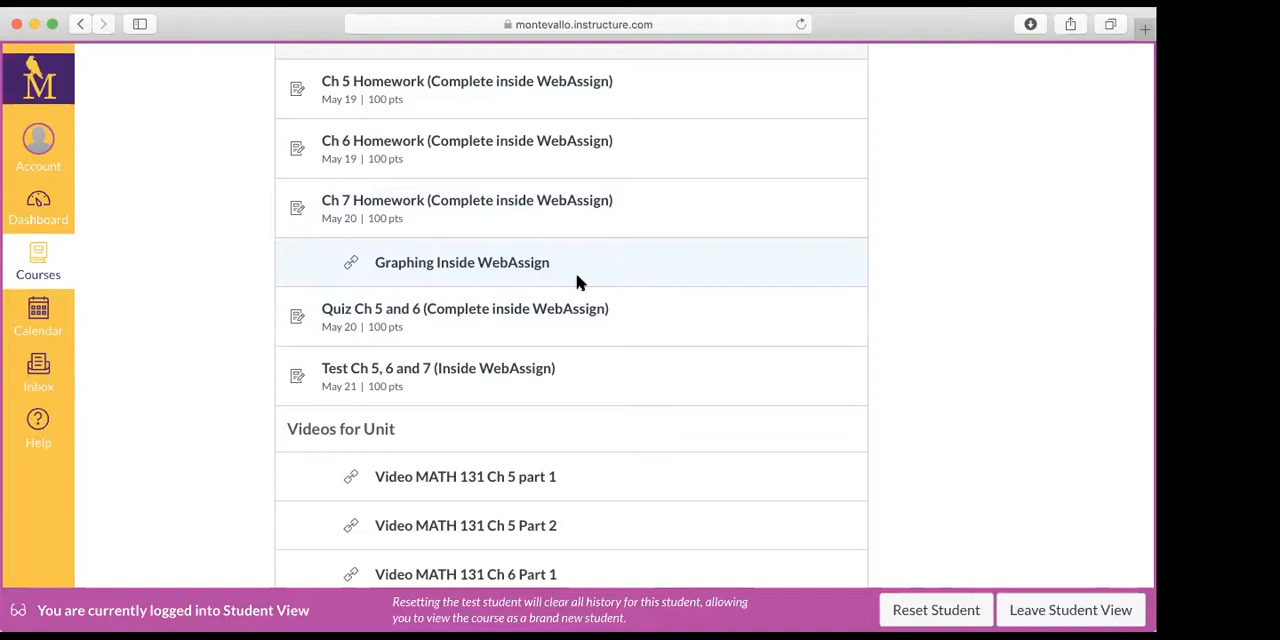 montevallo.instructure.com
M
Account
Dashboard
Courses
Calendar
Inbox
Help
Ch 5 Homework (Complete inside WebAssign)
May 19 | 100 pts
Ch 6 Homework (Complete inside WebAssign)
May 19 | 100 pts
Ch 7 Homework (Complete inside WebAssign)
May 20 | 100 pts
Graphing Inside WebAssign
Quiz Ch 5 and 6 (Complete inside WebAssign)
May 20 | 100 pts
Test Ch 5, 6 and 7 (Inside WebAssign)
May 21 | 100 pts
Videos for Unit
Video MATH 131 Ch 5 part 1
Video MATH 131 Ch 5 Part 2
Video MATH 131 Ch 6 Part 1
You are currently logged into Student View
Resetting the test student will clear all history for this student, allowing
you to view the course as a brand new student.
Reset Student
Leave Student View